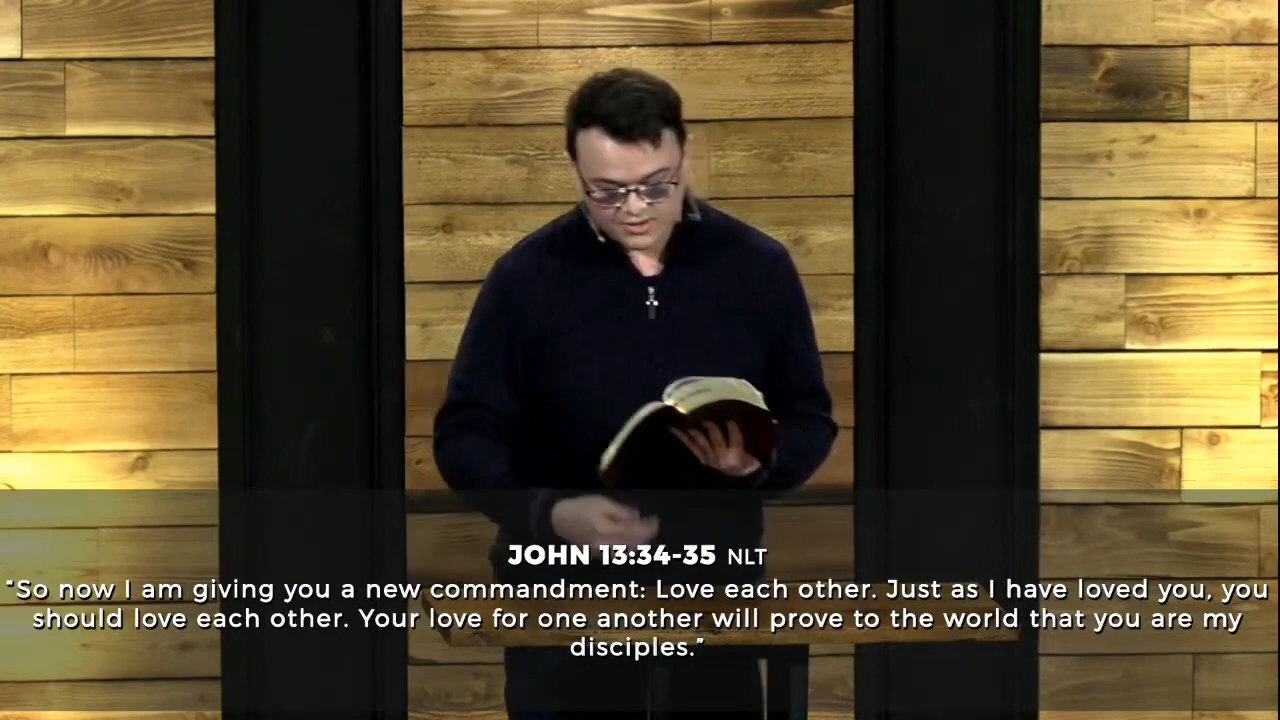 JOHN 13:34-35 NLT
“So now I am giving you a new commandment: Love each other. Just as I have loved you, you
should love each other. Your love for one another will prove to the world that you are my
disciples.”